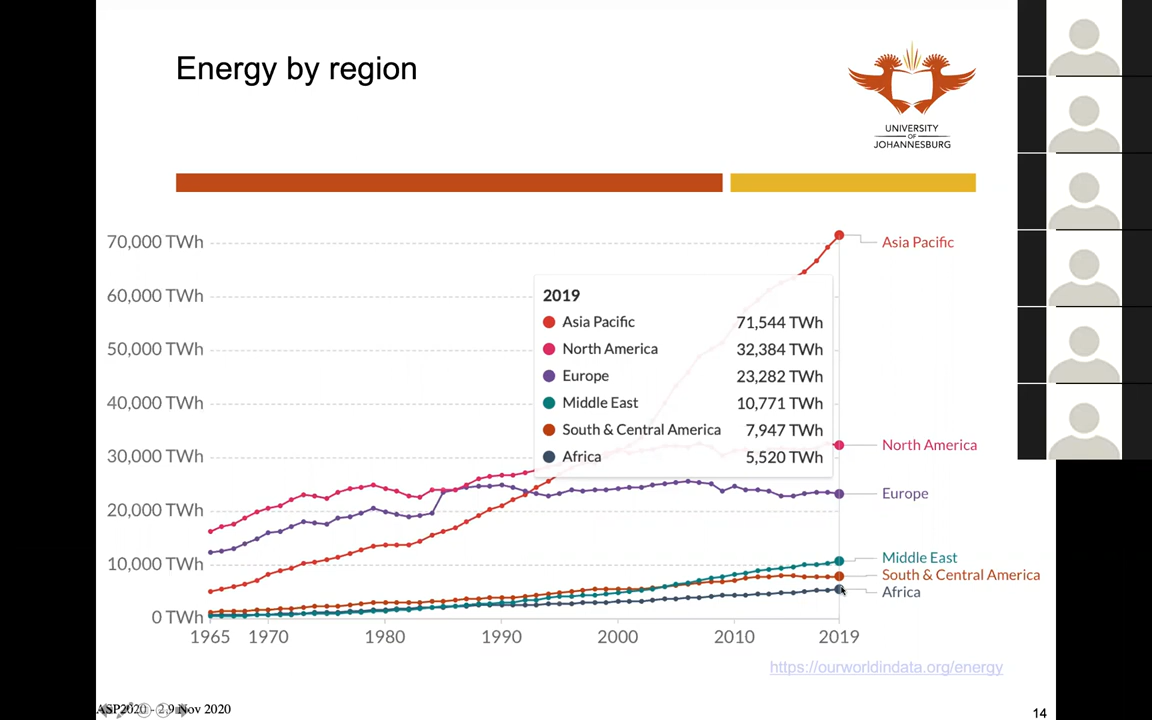 Energy by region
UNIVERSITY
OF
JOHANNESBURG
70,000 TWh
60,000 TWh
50,000 TWh
40,000 TWh
30,000 TWh
20,000 TWh
10,000 TWh
0 TWh
1965 1970 1980 1990 2000 2010 2019
2019
Asia Pacific 71,544 TWh
North America 32,384 TWh
Europe 23,282 TWh
Middle East 10,771 TWh
South & Central America 7,947 TWh
Africa 5,520 TWh
Asia Pacific
North America
Europe
Middle East
South & Central America
Africa
https://ourworldindata.org/energy
ASP2020 - 2.9 Nov 2020
14